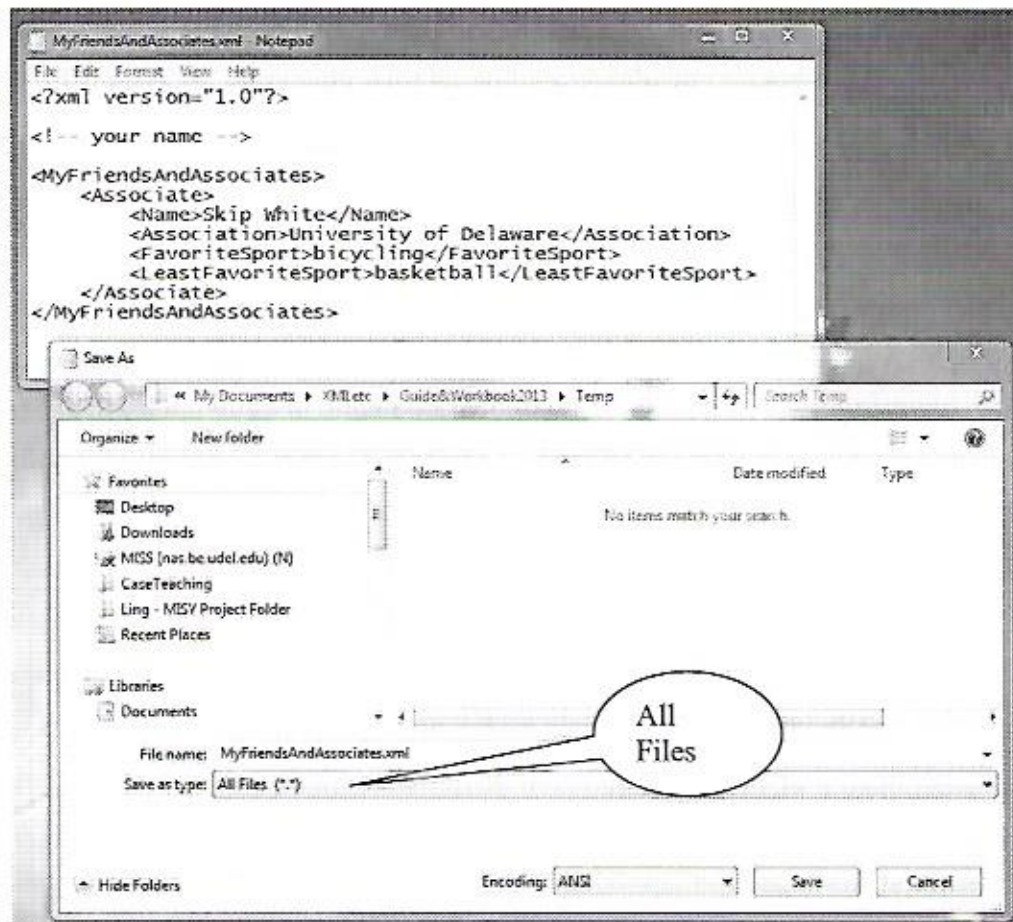 MyFriendsAndAssociates.xml - Notepad
File Edit Format View Help
<?xml version="1.0"?>
<!-- your name -->
<MyFriendsAndAssociates>
<Associate>
<Name>Skip White</Name>
<Association>University of Delaware</Association>
<FavoriteSport>bicycling</FavoriteSport>
<LeastFavoriteSport>basketball</LeastFavoriteSport>
</Associate>
</MyFriendsAndAssociates>
Save As
« My Documents ▸ XMLetc ▸ Guide&Workbook2013 ▸ Temp
Search Temp
Organize ▾ New folder
Name Date modified Type
No items match your search.
Favorites
Desktop
Downloads
MISS (nas.be.udel.edu) (N)
CaseTeaching
Ling - MISY Project Folder
Recent Places
Libraries
Documents
All
Files
File name: MyFriendsAndAssociates.xml
Save as type: All Files (*.*)
Hide Folders
Encoding: ANSI
Save
Cancel